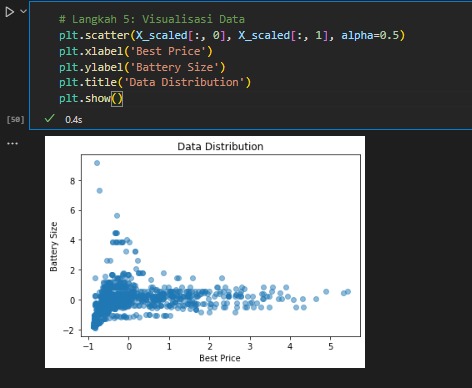 # Langkah 5: Visualisasi Data
plt.scatter(X_scaled[:, 0], X_scaled[:, 1], alpha=0.5)
plt.xlabel('Best Price')
plt.ylabel('Battery Size')
plt.title('Data Distribution')
plt.show()
[50]
0.4s
...
Data Distribution
Battery Size
8
6
4
2
0
−2
−1
0
1
2
3
4
5
Best Price